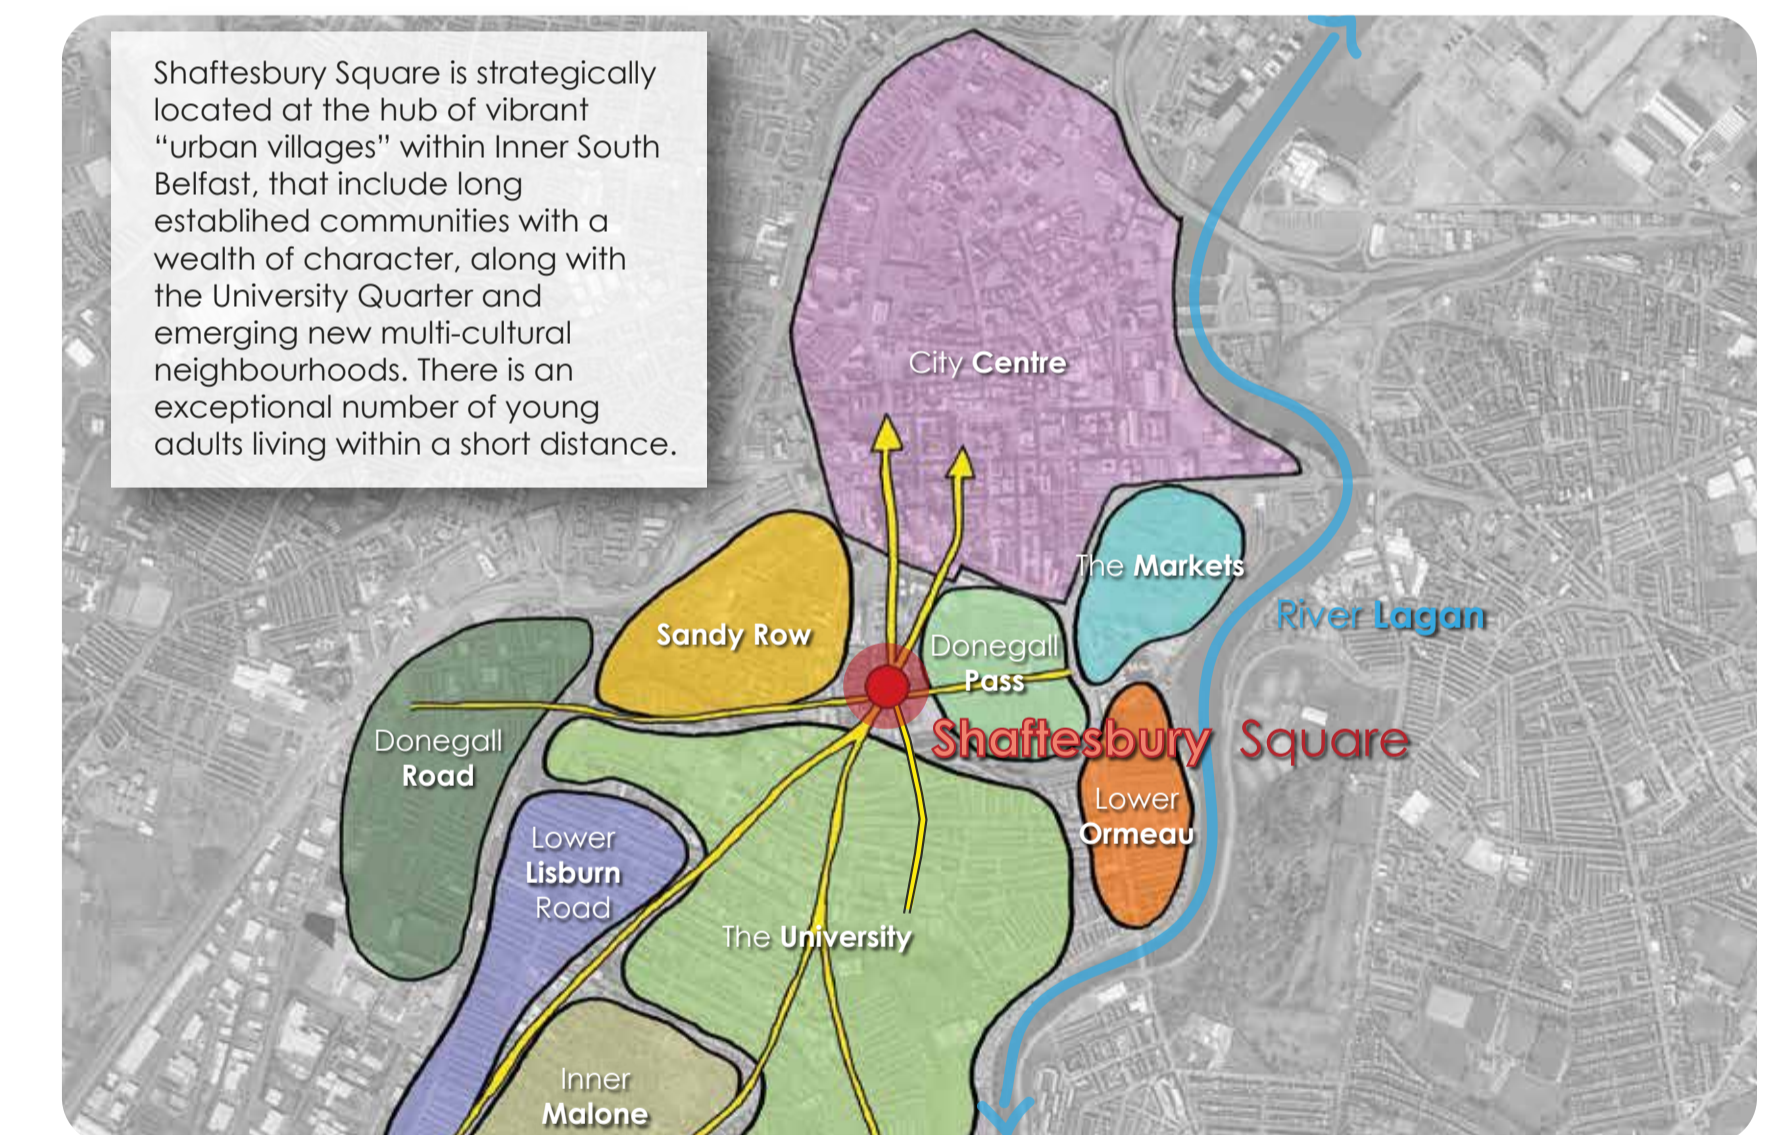 Shaftesbury Square is strategically
located at the hub of vibrant
“urban villages” within Inner South
Belfast, that include long
establihed communities with a
wealth of character, along with
the University Quarter and
emerging new multi-cultural
neighbourhoods. There is an
exceptional number of young
adults living within a short distance.
City Centre
The Markets
River Lagan
Sandy Row
Donegall
Pass
Shaftesbury Square
Donegall
Road
Lower
Ormeau
Lower
Lisburn
Road
The University
Inner
Malone